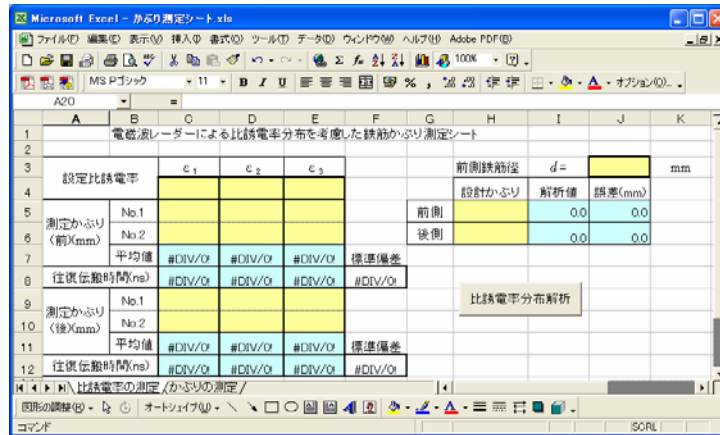 Microsoft Excel - かぶり測定シート.xls
ファイル(F) 編集(E) 表示(V) 挿入(I) 書式(O) ツール(T) データ(D) ウィンドウ(W) ヘルプ(H) Adobe PDF(B)
100%
MS Pゴシック 11 B I U % , オプション(O)...
A20 =
A B C D E F G H I J K
1 電磁波レーダーによる比誘電率分布を考慮した鉄筋かぶり測定シート
2
3 設定比誘電率 ε1 ε2 ε3 前側鉄筋径 d= mm
4 設計かぶり 解析値 誤差(mm)
5 測定かぶり(前)(mm) No.1 前側 0.0 0.0
6 No.2 後側 0.0 0.0
7 平均値 #DIV/0! #DIV/0! #DIV/0! 標準偏差
8 往復伝搬時間(ns) #DIV/0! #DIV/0! #DIV/0! #DIV/0!
9 測定かぶり(後)(mm) No.1 比誘電率分布解析
10 No.2
11 平均値 #DIV/0! #DIV/0! #DIV/0! 標準偏差
12 往復伝搬時間(ns) #DIV/0! #DIV/0! #DIV/0! #DIV/0!
比誘電率の測定 かぶりの測定
図形の調整(R) オートシェイプ(U)
コマンド SCRL